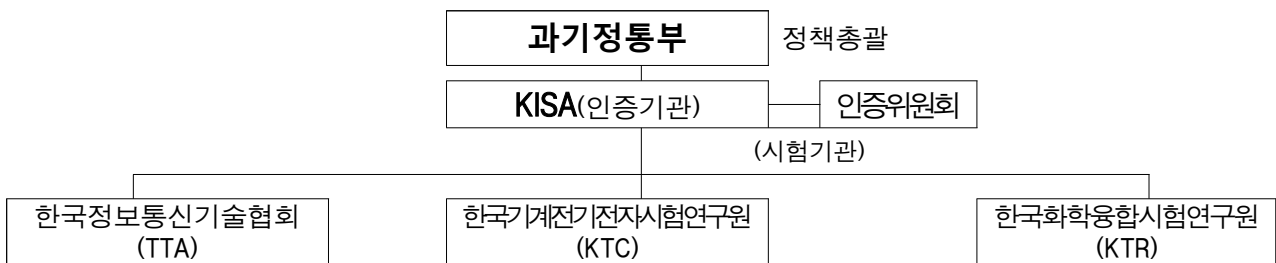 과기정통부 정책총괄
KISA(인증기관) 인증위원회
(시험기관)
한국정보통신기술협회 한국기계전기전자시험연구원 한국화학융합시험연구원
(TTA) (KTC) (KTR)